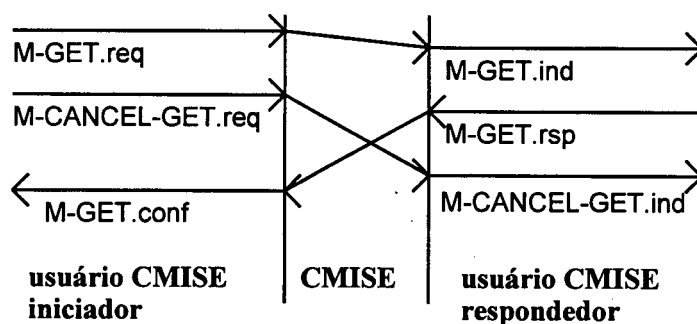 M-GET.req
M-GET.ind
M-CANCEL-GET.req
M-GET.rsp
M-GET.conf
M-CANCEL-GET.ind
usuário CMISE
iniciador
CMISE
usuário CMISE
respondedor